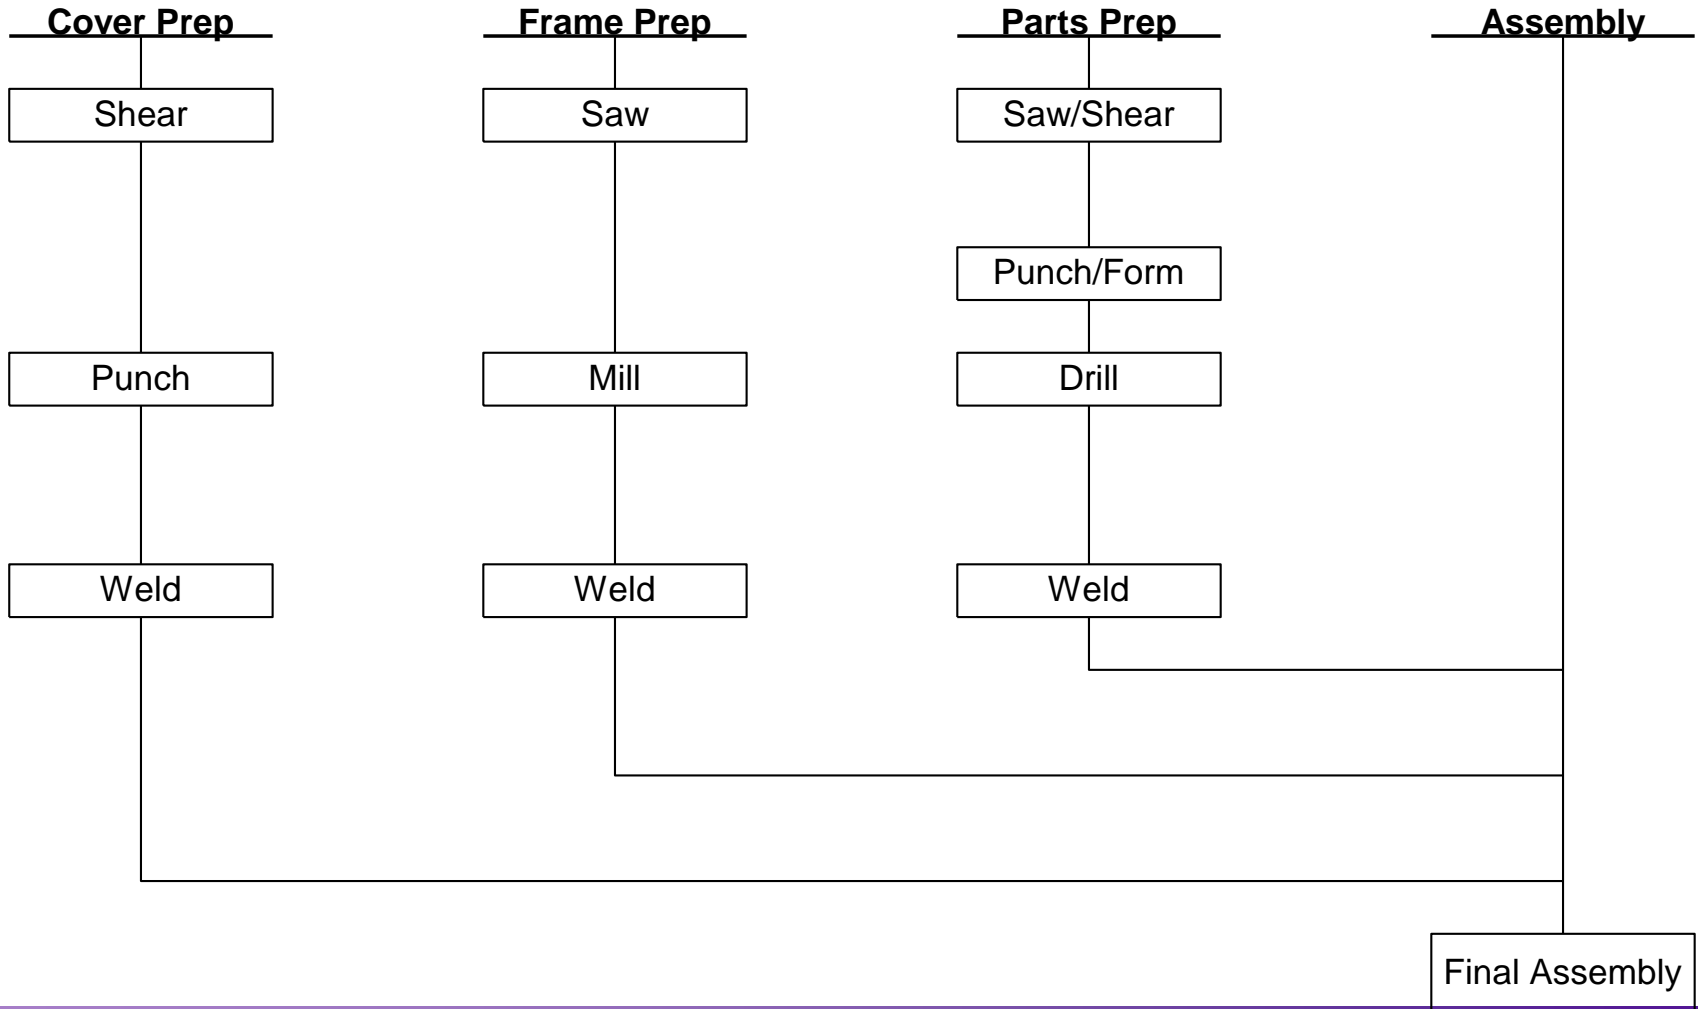 Cover Prep
Frame Prep
Parts Prep
Assembly
Shear
Saw
Saw/Shear
Punch/Form
Punch
Mill
Drill
Weld
Weld
Weld
Final Assembly